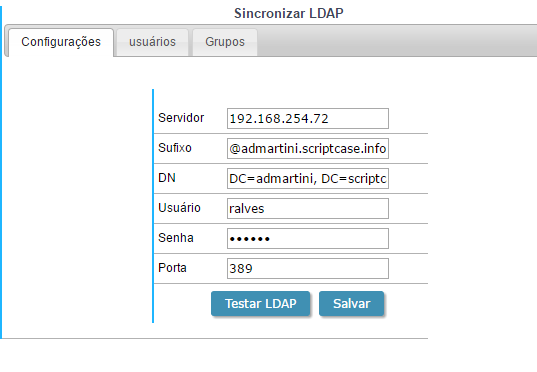 Sincronizar LDAP
Configurações usuários Grupos
Servidor 192.168.254.72
Sufixo @admartini.scriptcase.info
DN DC=admartini, DC=scriptc
Usuário ralves
Senha ••••••
Porta 389
Testar LDAP Salvar